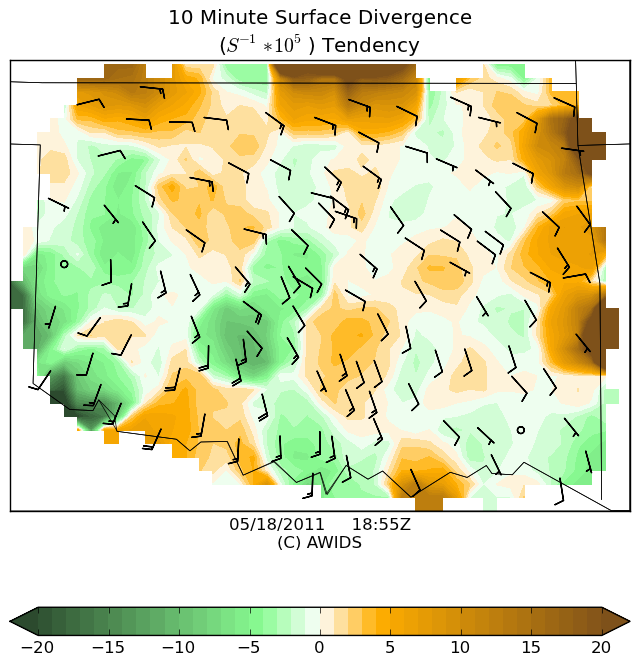 10 Minute Surface Divergence
(S⁻¹ * 10⁵ ) Tendency
05/18/2011 18:55Z
(C) AWIDS
−20 −15 −10 −5 0 5 10 15 20